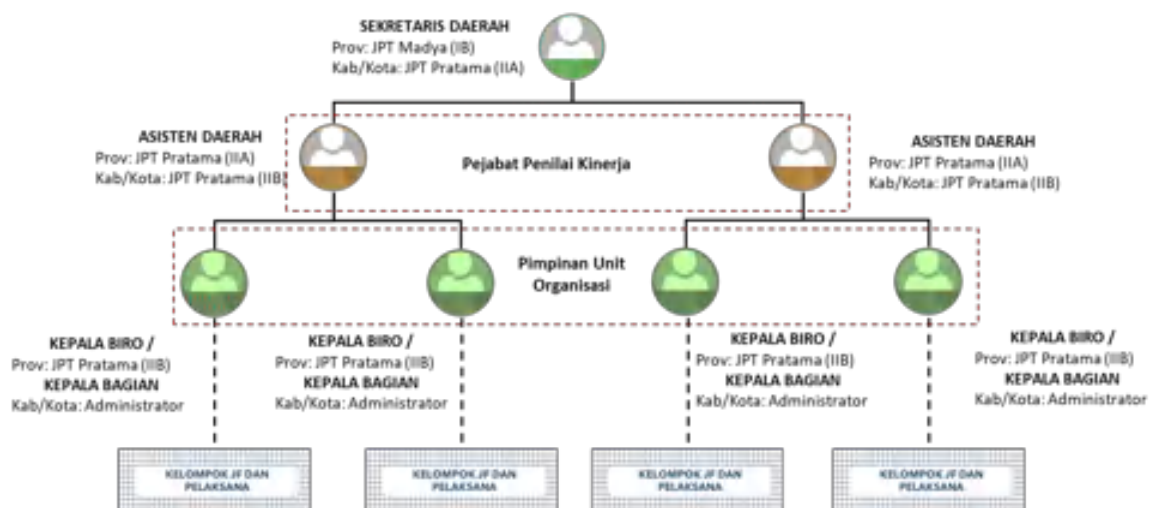 SEKRETARIS DAERAH
Prov: JPT Madya (IB)
Kab/Kota: JPT Pratama (IIA)
ASISTEN DAERAH
Prov: JPT Pratama (IIA)
Kab/Kota: JPT Pratama (IIB)
Pejabat Penilai Kinerja
ASISTEN DAERAH
Prov: JPT Pratama (IIA)
Kab/Kota: JPT Pratama (IIB)
Pimpinan Unit
Organisasi
KEPALA BIRO /
Prov: JPT Pratama (IIB)
KEPALA BAGIAN
Kab/Kota: Administrator
KEPALA BIRO /
Prov: JPT Pratama (IIB)
KEPALA BAGIAN
Kab/Kota: Administrator
KEPALA BIRO /
Prov: JPT Pratama (IIB)
KEPALA BAGIAN
Kab/Kota: Administrator
KEPALA BIRO /
Prov: JPT Pratama (IIB)
KEPALA BAGIAN
Kab/Kota: Administrator
KELOMPOK JF DAN
PELAKSANA
KELOMPOK JF DAN
PELAKSANA
KELOMPOK JF DAN
PELAKSANA
KELOMPOK JF DAN
PELAKSANA